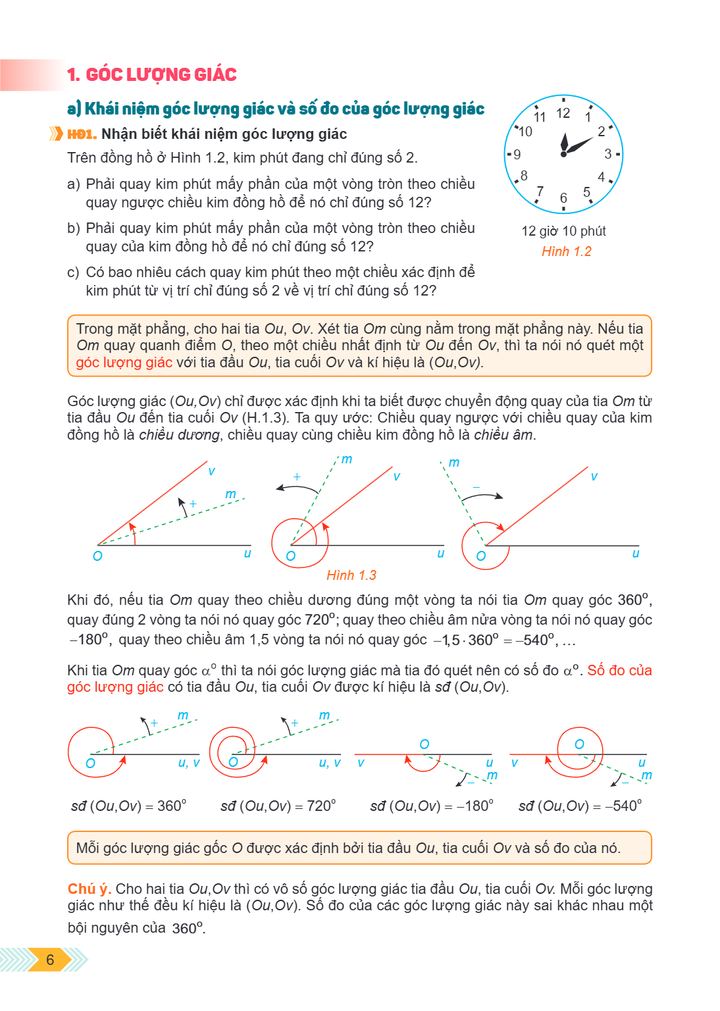 1. GÓC LƯỢNG GIÁC
a) Khái niệm góc lượng giác và số đo của góc lượng giác
HĐ1. Nhận biết khái niệm góc lượng giác
Trên đồng hồ ở Hình 1.2, kim phút đang chỉ đúng số 2.
a) Phải quay kim phút mấy phần của một vòng tròn theo chiều
quay ngược chiều kim đồng hồ để nó chỉ đúng số 12?
b) Phải quay kim phút mấy phần của một vòng tròn theo chiều
quay của kim đồng hồ để nó chỉ đúng số 12?
c) Có bao nhiêu cách quay kim phút theo một chiều xác định để
kim phút từ vị trí chỉ đúng số 2 về vị trí chỉ đúng số 12?
12
1
2
3
4
5
6
7
8
9
10
11
12 giờ 10 phút
Hình 1.2
Trong mặt phẳng, cho hai tia Ou, Ov. Xét tia Om cùng nằm trong mặt phẳng này. Nếu tia
Om quay quanh điểm O, theo một chiều nhất định từ Ou đến Ov, thì ta nói nó quét một
góc lượng giác với tia đầu Ou, tia cuối Ov và kí hiệu là (Ou,Ov).
Góc lượng giác (Ou,Ov) chỉ được xác định khi ta biết được chuyển động quay của tia Om từ
tia đầu Ou đến tia cuối Ov (H.1.3). Ta quy ước: Chiều quay ngược với chiều quay của kim
đồng hồ là chiều dương, chiều quay cùng chiều kim đồng hồ là chiều âm.
v m + O u
m + v O u
m − v O u
Hình 1.3
Khi đó, nếu tia Om quay theo chiều dương đúng một vòng ta nói tia Om quay góc 360°,
quay đúng 2 vòng ta nói nó quay góc 720°; quay theo chiều âm nửa vòng ta nói nó quay góc
−180°, quay theo chiều âm 1,5 vòng ta nói nó quay góc −1,5·360° = −540°, ...
Khi tia Om quay góc α° thì ta nói góc lượng giác mà tia đó quét nên có số đo α°. Số đo của
góc lượng giác có tia đầu Ou, tia cuối Ov được kí hiệu là sđ (Ou,Ov).
m + O u, v
m + O u, v
v O u m −
v O u m −
sđ (Ou,Ov) = 360° sđ (Ou,Ov) = 720° sđ (Ou,Ov) = −180° sđ (Ou,Ov) = −540°
Mỗi góc lượng giác gốc O được xác định bởi tia đầu Ou, tia cuối Ov và số đo của nó.
Chú ý. Cho hai tia Ou,Ov thì có vô số góc lượng giác tia đầu Ou, tia cuối Ov. Mỗi góc lượng
giác như thế đều kí hiệu là (Ou,Ov). Số đo của các góc lượng giác này sai khác nhau một
bội nguyên của 360°.
6